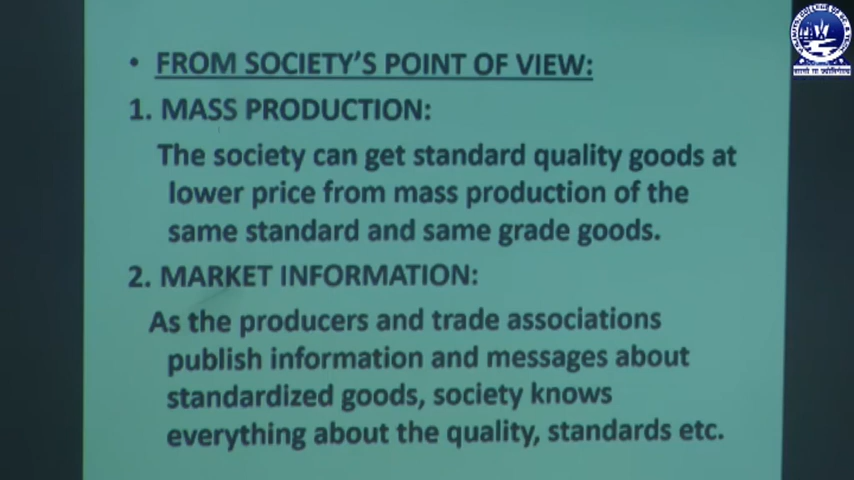 • FROM SOCIETY'S POINT OF VIEW:
1. MASS PRODUCTION:
The society can get standard quality goods at
lower price from mass production of the
same standard and same grade goods.
2. MARKET INFORMATION:
As the producers and trade associations
publish information and messages about
standardized goods, society knows
everything about the quality, standards etc.